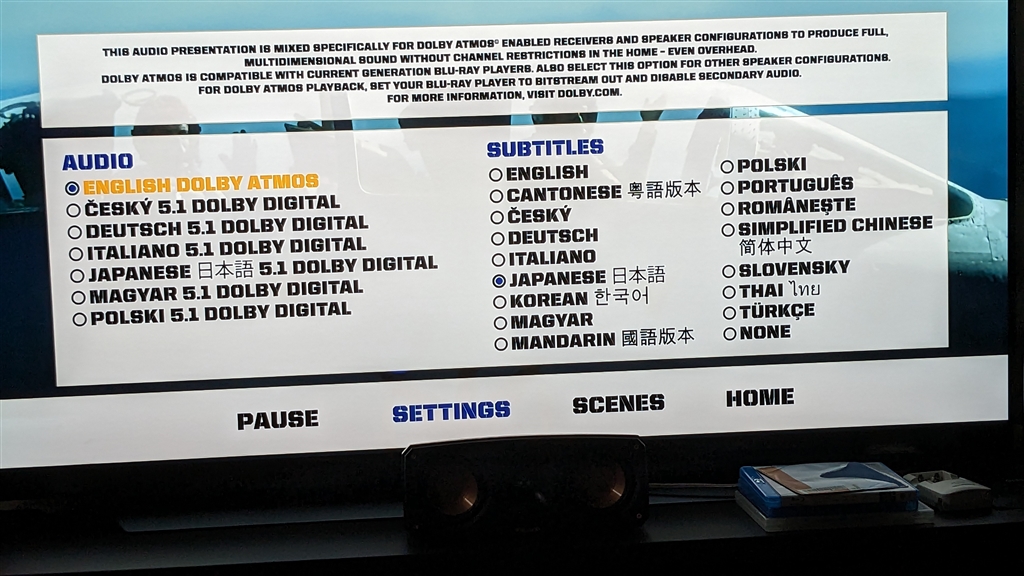 THIS AUDIO PRESENTATION IS MIXED SPECIFICALLY FOR DOLBY ATMOS® ENABLED RECEIVERS AND SPEAKER CONFIGURATIONS TO PRODUCE FULL,
MULTIDIMENSIONAL SOUND WITHOUT CHANNEL RESTRICTIONS IN THE HOME – EVEN OVERHEAD.
DOLBY ATMOS IS COMPATIBLE WITH CURRENT GENERATION BLU-RAY PLAYERS. ALSO SELECT THIS OPTION FOR OTHER SPEAKER CONFIGURATIONS.
FOR DOLBY ATMOS PLAYBACK, SET YOUR BLU-RAY PLAYER TO BITSTREAM OUT AND DISABLE SECONDARY AUDIO.
FOR MORE INFORMATION, VISIT DOLBY.COM.
AUDIO
ENGLISH DOLBY ATMOS
ČESKÝ 5.1 DOLBY DIGITAL
DEUTSCH 5.1 DOLBY DIGITAL
ITALIANO 5.1 DOLBY DIGITAL
JAPANESE 日本語 5.1 DOLBY DIGITAL
MAGYAR 5.1 DOLBY DIGITAL
POLSKI 5.1 DOLBY DIGITAL
SUBTITLES
ENGLISH
CANTONESE 粵語版本
ČESKÝ
DEUTSCH
ITALIANO
JAPANESE 日本語
KOREAN 한국어
MAGYAR
MANDARIN 國語版本
POLSKI
PORTUGUÊS
ROMÂNEŞTE
SIMPLIFIED CHINESE
简体中文
SLOVENSKY
THAI ไทย
TÜRKÇE
NONE
PAUSE
SETTINGS
SCENES
HOME